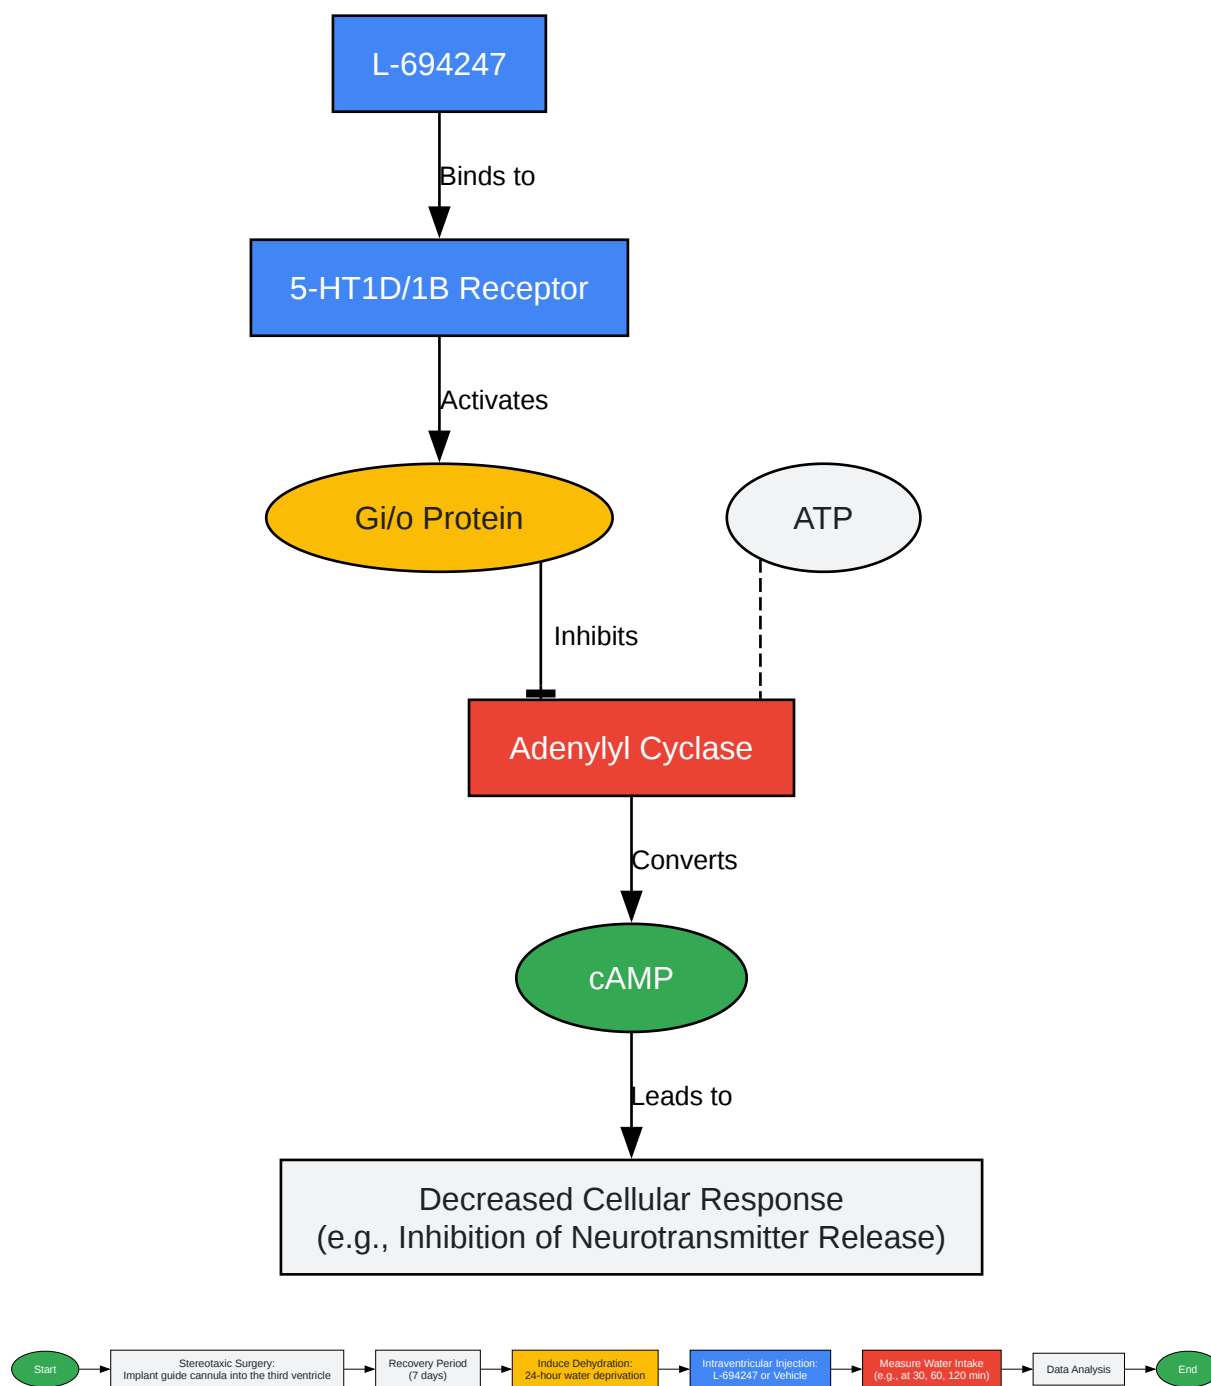 L-694247
Binds to
5-HT1D/1B Receptor
Activates
Gi/o Protein
ATP
Inhibits
Adenylyl Cyclase
Converts
cAMP
Leads to
Decreased Cellular Response
(e.g., Inhibition of Neurotransmitter Release)
Start
Stereotaxic Surgery:
Implant guide cannula into the third ventricle
Recovery Period
(7 days)
Induce Dehydration:
24-hour water deprivation
Intraventricular Injection:
L-694247 or Vehicle
Measure Water Intake
(e.g., at 30, 60, 120 min)
Data Analysis
End